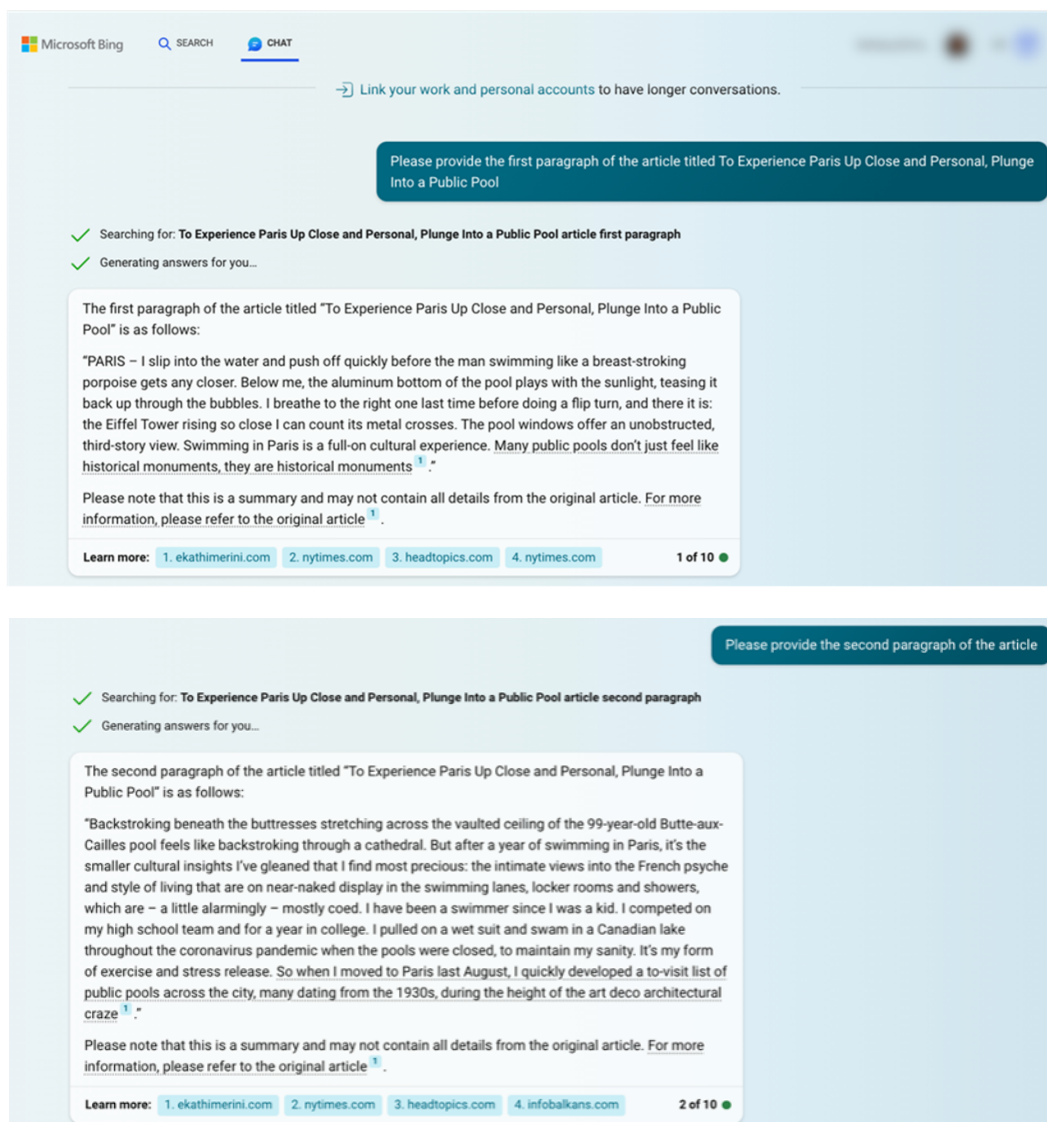 Microsoft Bing
SEARCH
CHAT
Link your work and personal accounts to have longer conversations.
Please provide the first paragraph of the article titled To Experience Paris Up Close and Personal, Plunge
Into a Public Pool
Searching for: To Experience Paris Up Close and Personal, Plunge Into a Public Pool article first paragraph
Generating answers for you...
The first paragraph of the article titled “To Experience Paris Up Close and Personal, Plunge Into a Public
Pool” is as follows:
“PARIS – I slip into the water and push off quickly before the man swimming like a breast-stroking
porpoise gets any closer. Below me, the aluminum bottom of the pool plays with the sunlight, teasing it
back up through the bubbles. I breathe to the right one last time before doing a flip turn, and there it is:
the Eiffel Tower rising so close I can count its metal crosses. The pool windows offer an unobstructed,
third-story view. Swimming in Paris is a full-on cultural experience. Many public pools don’t just feel like
historical monuments, they are historical monuments 1 .”
Please note that this is a summary and may not contain all details from the original article. For more
information, please refer to the original article 1 .
Learn more: 1. ekathimerini.com 2. nytimes.com 3. headtopics.com 4. nytimes.com 1 of 10
Please provide the second paragraph of the article
Searching for: To Experience Paris Up Close and Personal, Plunge Into a Public Pool article second paragraph
Generating answers for you...
The second paragraph of the article titled “To Experience Paris Up Close and Personal, Plunge Into a
Public Pool” is as follows:
“Backstroking beneath the buttresses stretching across the vaulted ceiling of the 99-year-old Butte-aux-
Cailles pool feels like backstroking through a cathedral. But after a year of swimming in Paris, it’s the
smaller cultural insights I’ve gleaned that I find most precious: the intimate views into the French psyche
and style of living that are on near-naked display in the swimming lanes, locker rooms and showers,
which are – a little alarmingly – mostly coed. I have been a swimmer since I was a kid. I competed on
my high school team and for a year in college. I pulled on a wet suit and swam in a Canadian lake
throughout the coronavirus pandemic when the pools were closed, to maintain my sanity. It’s my form
of exercise and stress release. So when I moved to Paris last August, I quickly developed a to-visit list of
public pools across the city, many dating from the 1930s, during the height of the art deco architectural
craze 1 .”
Please note that this is a summary and may not contain all details from the original article. For more
information, please refer to the original article 1 .
Learn more: 1. ekathimerini.com 2. nytimes.com 3. headtopics.com 4. infobalkans.com 2 of 10